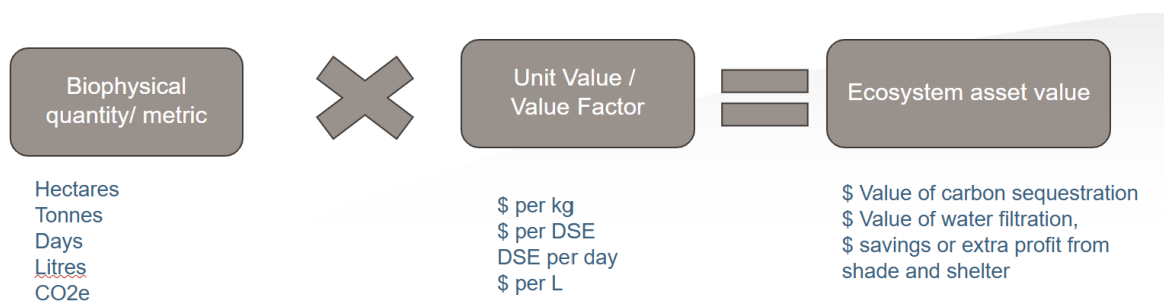 Biophysical
quantity/ metric
Unit Value /
Value Factor
Ecosystem asset value
Hectares
Tonnes
Days
Litres
CO2e
$ per kg
$ per DSE
DSE per day
$ per L
$ Value of carbon sequestration
$ Value of water filtration,
$ savings or extra profit from
shade and shelter